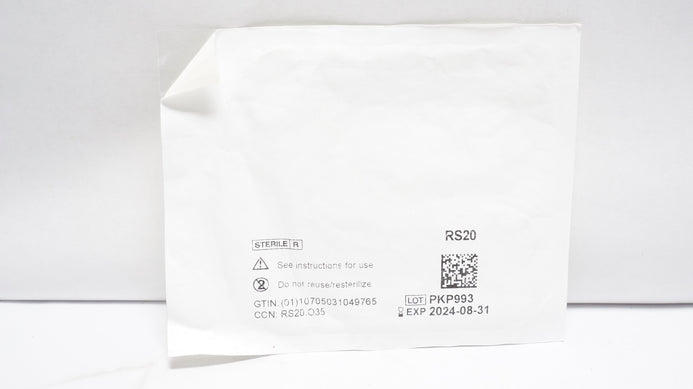 RS20
STERILE R
See instructions for use
Do not reuse/resterilize
GTIN: (01)10705031049765
CCN: RS20.O35
LOT PKP993
EXP 2024-08-31